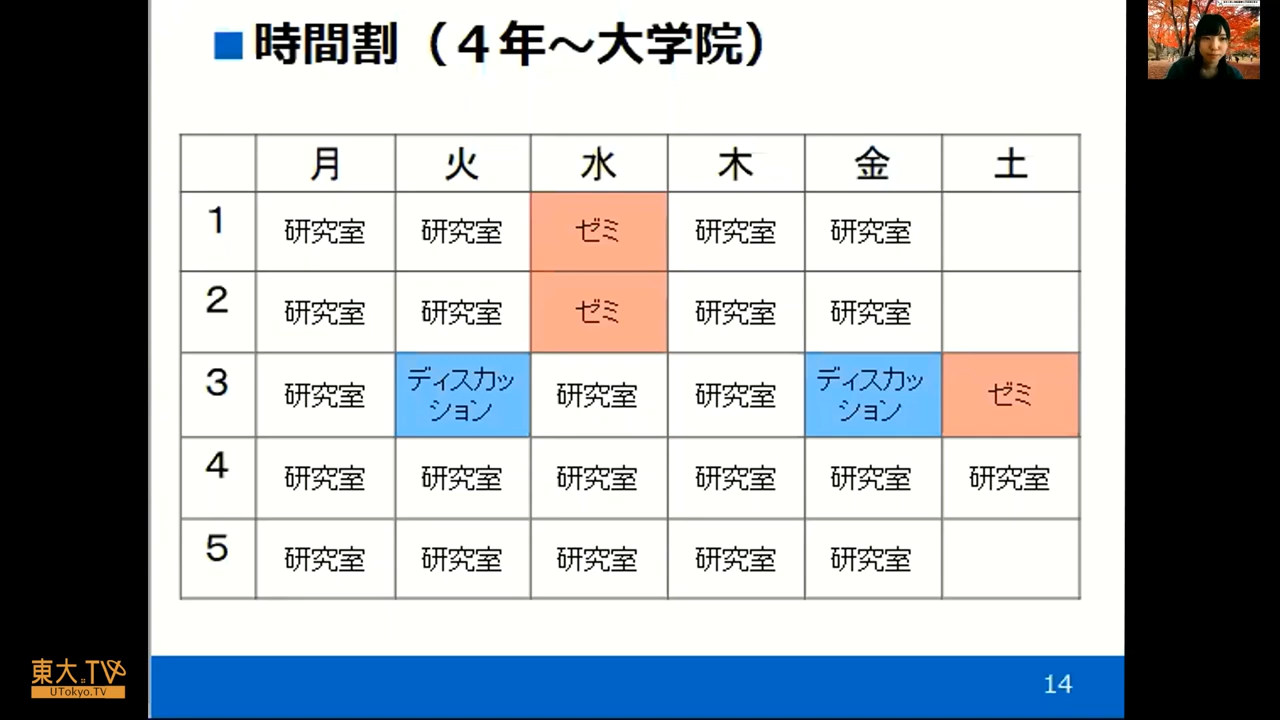 時間割（４年～大学院）
月 火 水 木 金 土
1 研究室 研究室 ゼミ 研究室 研究室
2 研究室 研究室 ゼミ 研究室 研究室
3 研究室 ディスカッション 研究室 研究室 ディスカッション ゼミ
4 研究室 研究室 研究室 研究室 研究室 研究室
5 研究室 研究室 研究室 研究室 研究室
14
東大.TV
UTokyo.TV